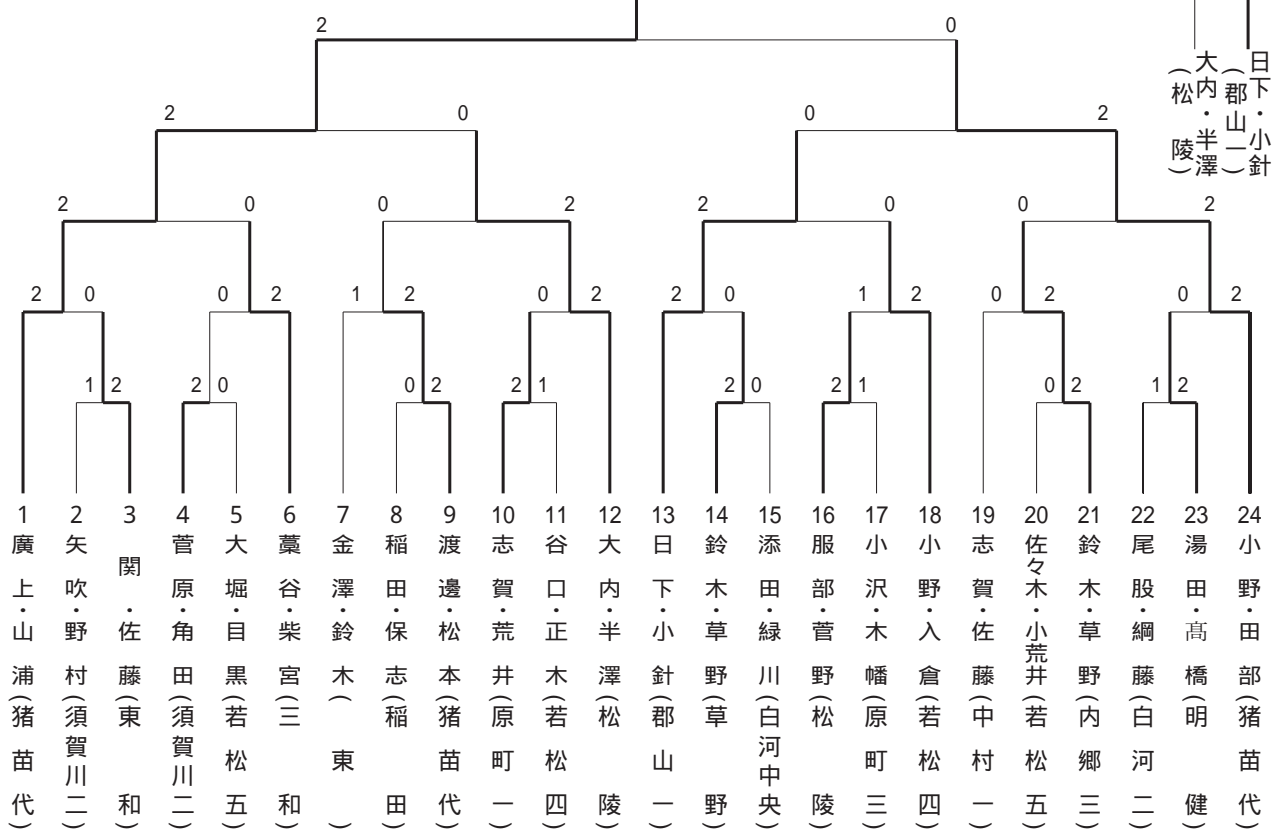 2 0
大内・半澤（松陵）
日下・小針（郡山一）
2 0 0 2
2 0 0 2 2 0 0 2
2 0 0 2 1 2 0 2 2 0 1 2 0 2 0 2
1 2 2 0 0 2 2 1 2 0 2 1 0 2 1 2
1 廣上・山浦（猪苗代）
2 矢吹・野村（須賀川二）
3 関・佐藤（東和）
4 菅原・角田（須賀川二）
5 大堀・目黒（若松五）
6 藁谷・柴宮（三和）
7 金澤・鈴木（東）
8 稲田・保志（稲田）
9 渡邊・松本（猪苗代）
10 志賀・荒井（原町一）
11 谷口・正木（若松四）
12 大内・半澤（松陵）
13 日下・小針（郡山一）
14 鈴木・草野（草野）
15 添田・緑川（白河中央）
16 服部・菅野（松陵）
17 小沢・木幡（原町三）
18 小野・入倉（若松四）
19 志賀・佐藤（中村一）
20 佐々木・小荒井（若松五）
21 鈴木・草野（内郷三）
22 尾股・綱藤（白河二）
23 湯田・髙橋（明健）
24 小野・田部（猪苗代）